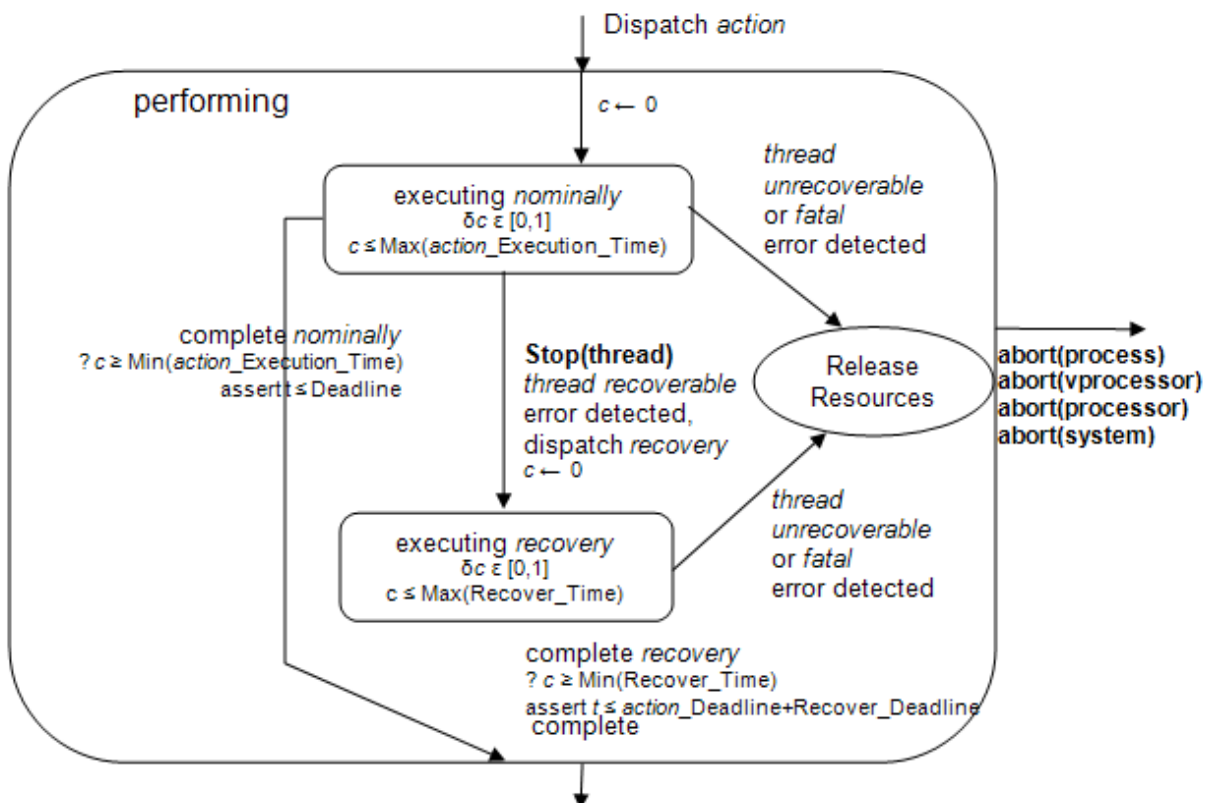 Dispatch action
performing
c ← 0
executing nominally
δc ε [0,1]
c ≤ Max(action_Execution_Time)
thread
unrecoverable
or fatal
error detected
complete nominally
? c ≥ Min(action_Execution_Time)
assert t ≤ Deadline
Stop(thread)
thread recoverable
error detected,
dispatch recovery
c ← 0
Release
Resources
abort(process)
abort(vprocessor)
abort(processor)
abort(system)
executing recovery
δc ε [0,1]
c ≤ Max(Recover_Time)
thread
unrecoverable
or fatal
error detected
complete recovery
? c ≥ Min(Recover_Time)
assert t ≤ action_Deadline+Recover_Deadline
complete